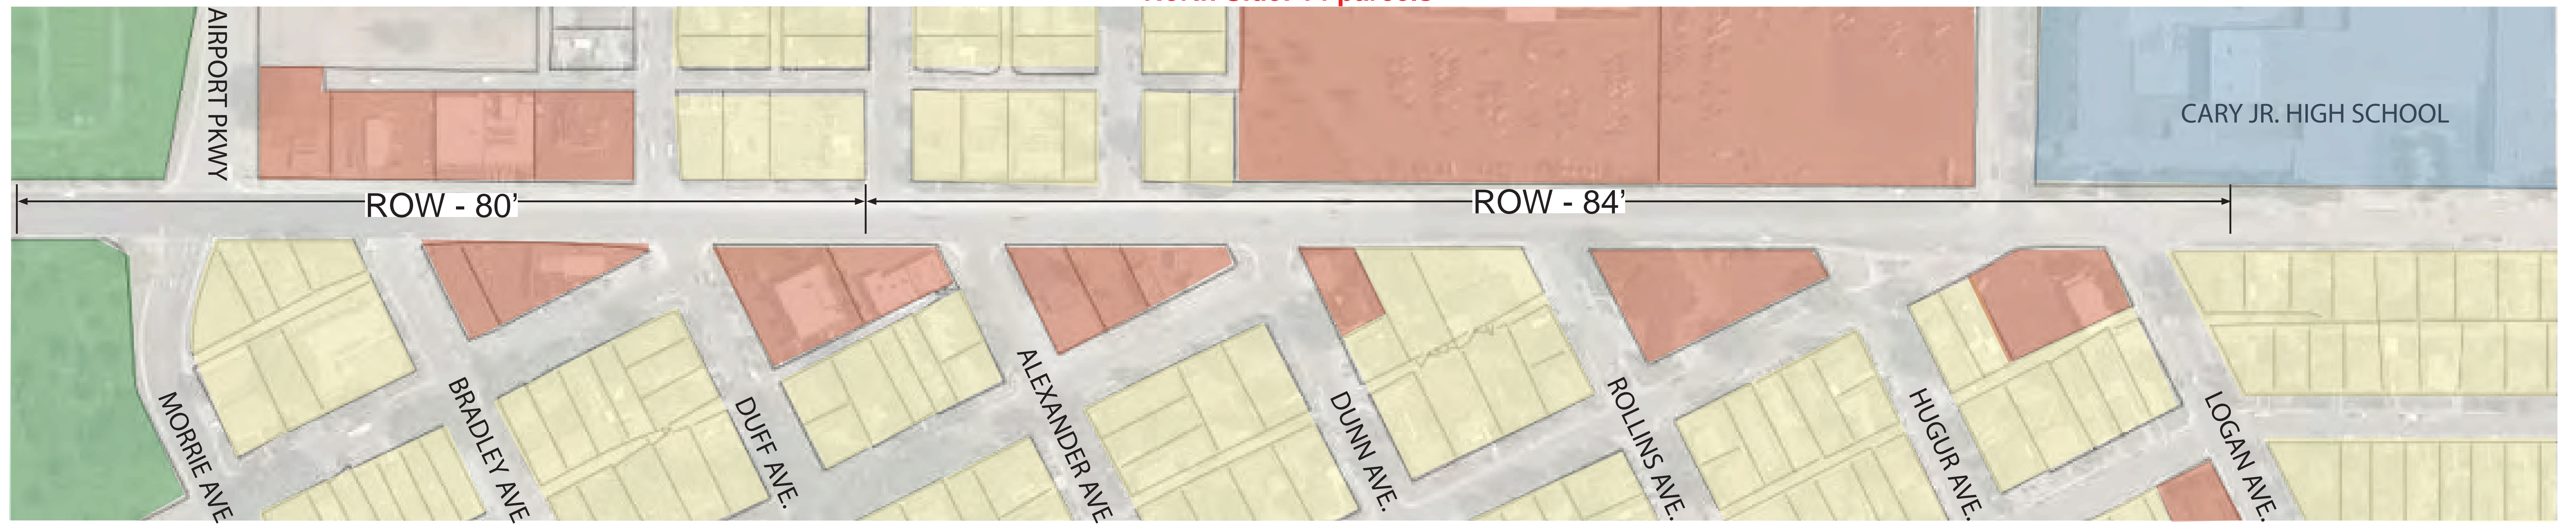 AIRPORT PKWY
CARY JR. HIGH SCHOOL
ROW - 80'
ROW - 84'
MORRIE AVE
BRADLEY AVE
DUFF AVE.
ALEXANDER AVE
DUNN AVE.
ROLLINS AVE.
HUGUR AVE.
LOGAN AVE.